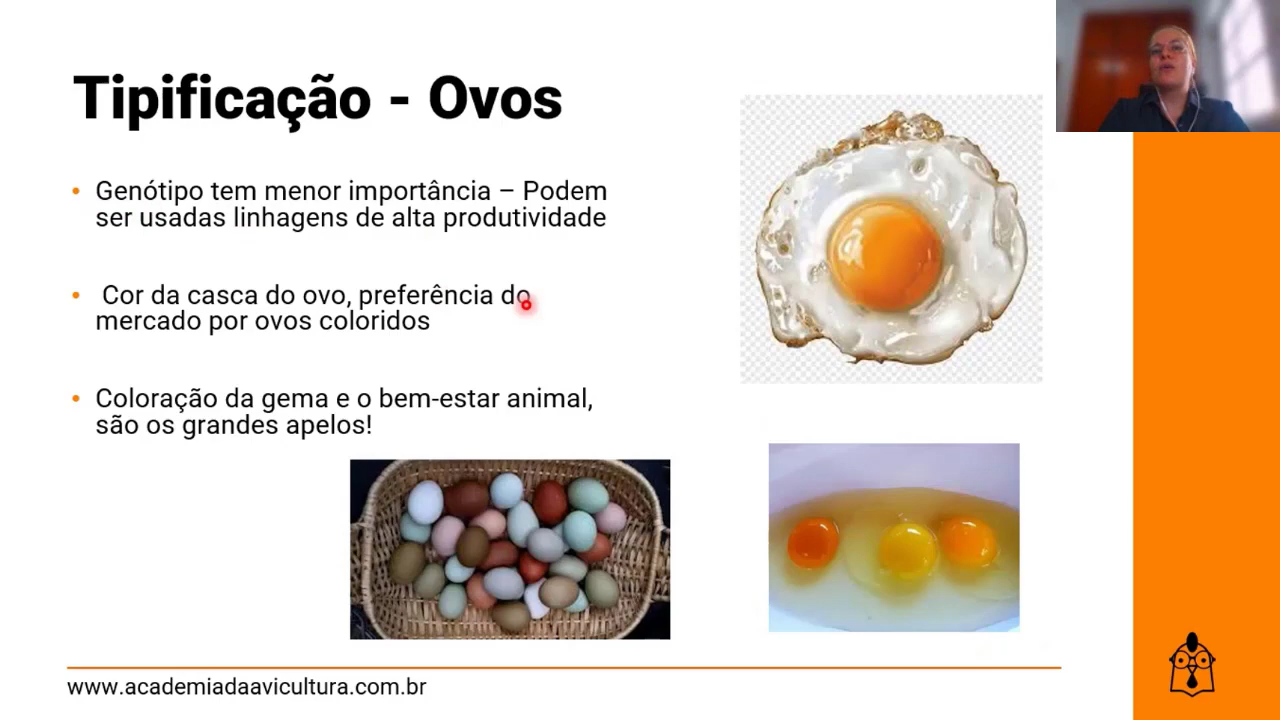 Tipificação - Ovos
• Genótipo tem menor importância – Podem
ser usadas linhagens de alta produtividade
• Cor da casca do ovo, preferência do
mercado por ovos coloridos
• Coloração da gema e o bem-estar animal,
são os grandes apelos!
www.academiadaavicultura.com.br